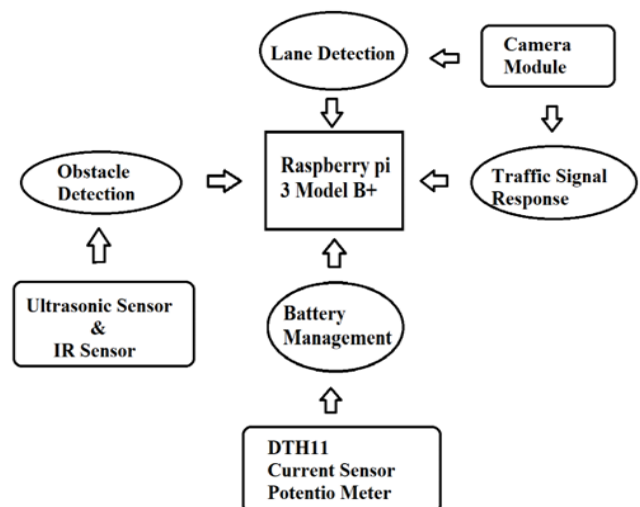 Lane Detection
Camera
Module
Obstacle
Detection
Raspberry pi
3 Model B+
Traffic Signal
Response
Ultrasonic Sensor
&
IR Sensor
Battery
Management
DTH11
Current Sensor
Potentio Meter